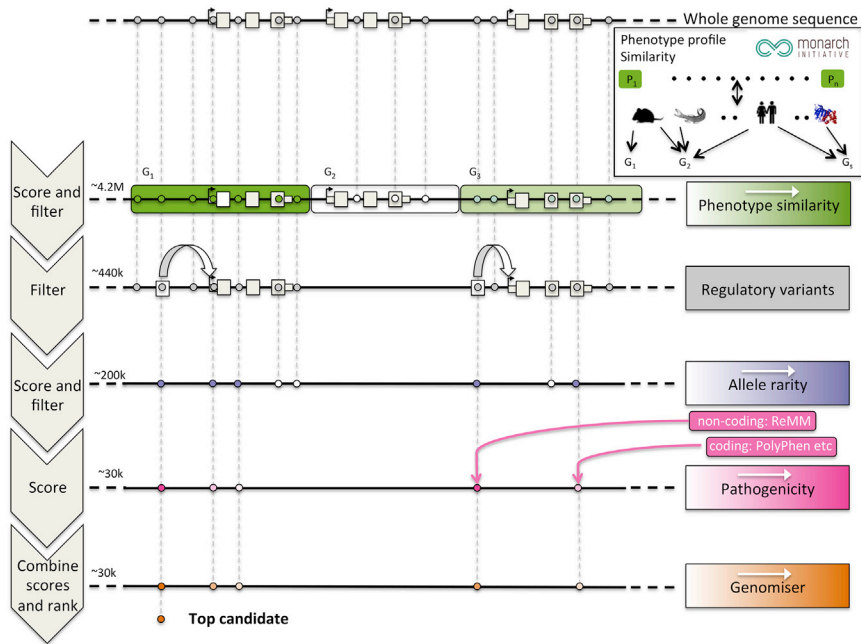 Whole genome sequence
Phenotype profile
Similarity
monarch
INITIATIVE
P1
Pn
G1
G2
Gs
G1
G2
G3
Score and
filter
~4.2M
Phenotype similarity
Filter
~440k
Regulatory variants
Score and
filter
~200k
Allele rarity
non-coding: ReMM
coding: PolyPhen etc
Score
~30k
Pathogenicity
Combine
scores
and rank
~30k
Genomiser
Top candidate